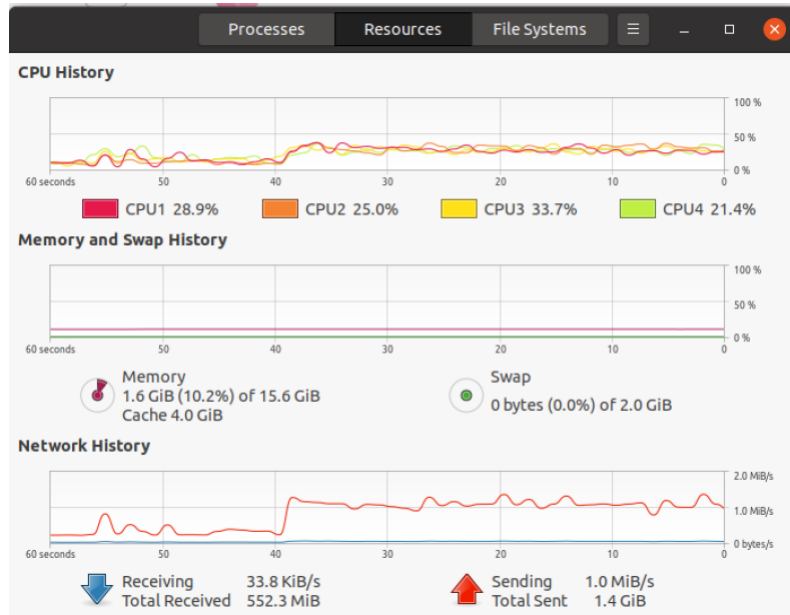 Processes Resources File Systems
CPU History
100 %
50 %
0 %
60 seconds 50 40 30 20 10 0
CPU1 28.9% CPU2 25.0% CPU3 33.7% CPU4 21.4%
Memory and Swap History
100 %
50 %
0 %
60 seconds 50 40 30 20 10 0
Memory
1.6 GiB (10.2%) of 15.6 GiB
Cache 4.0 GiB
Swap
0 bytes (0.0%) of 2.0 GiB
Network History
2.0 MiB/s
1.0 MiB/s
0 bytes/s
60 seconds 50 40 30 20 10 0
Receiving 33.8 KiB/s
Total Received 552.3 MiB
Sending 1.0 MiB/s
Total Sent 1.4 GiB